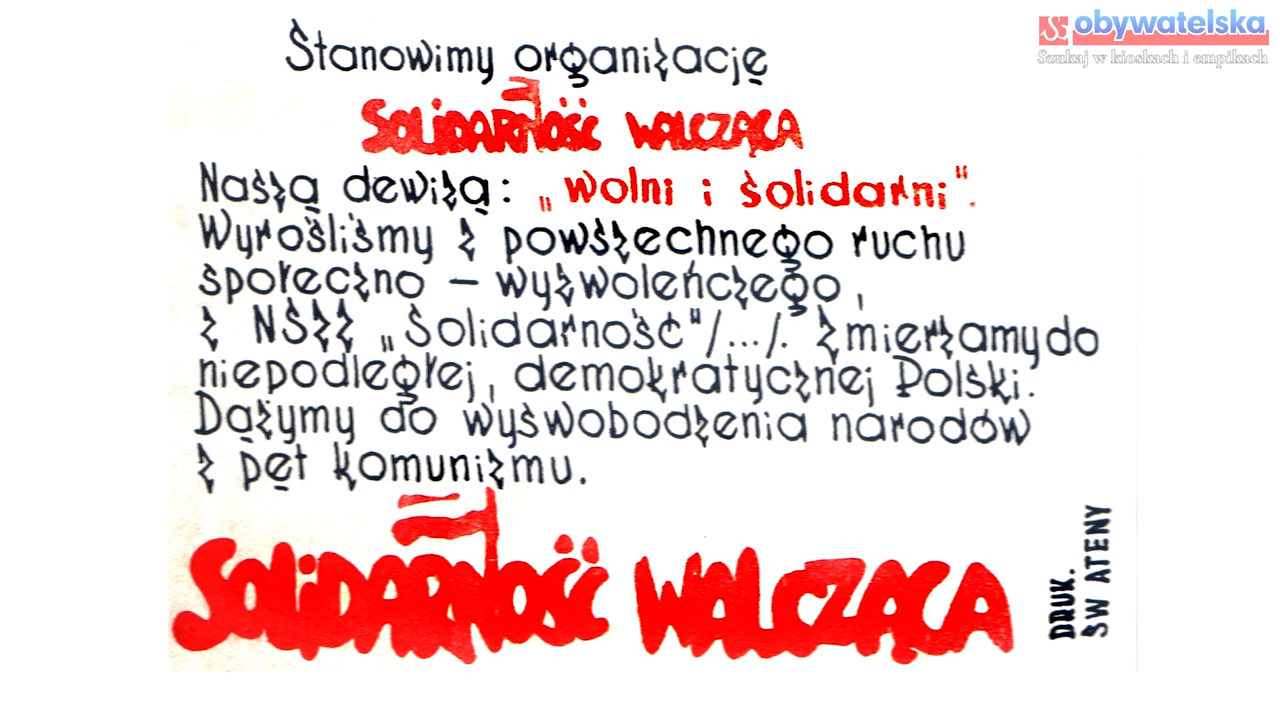 obywatelska
Szukaj w kioskach i empikach
Stanowimy organizację
SOLIDARNOŚĆ WALCZĄCA
Naszą dewizą: „wolni i solidarni".
Wyrośliśmy z powszechnego ruchu
społeczno – wyzwoleńczego,
z NSZZ „Solidarność"/.../. Zmierzamy do
niepodległej, demokratycznej Polski.
Dążymy do wyswobodzenia narodów
z pęt komunizmu.
SOLIDARNOŚĆ WALCZĄCA
DRUK.
ŚW ATENY